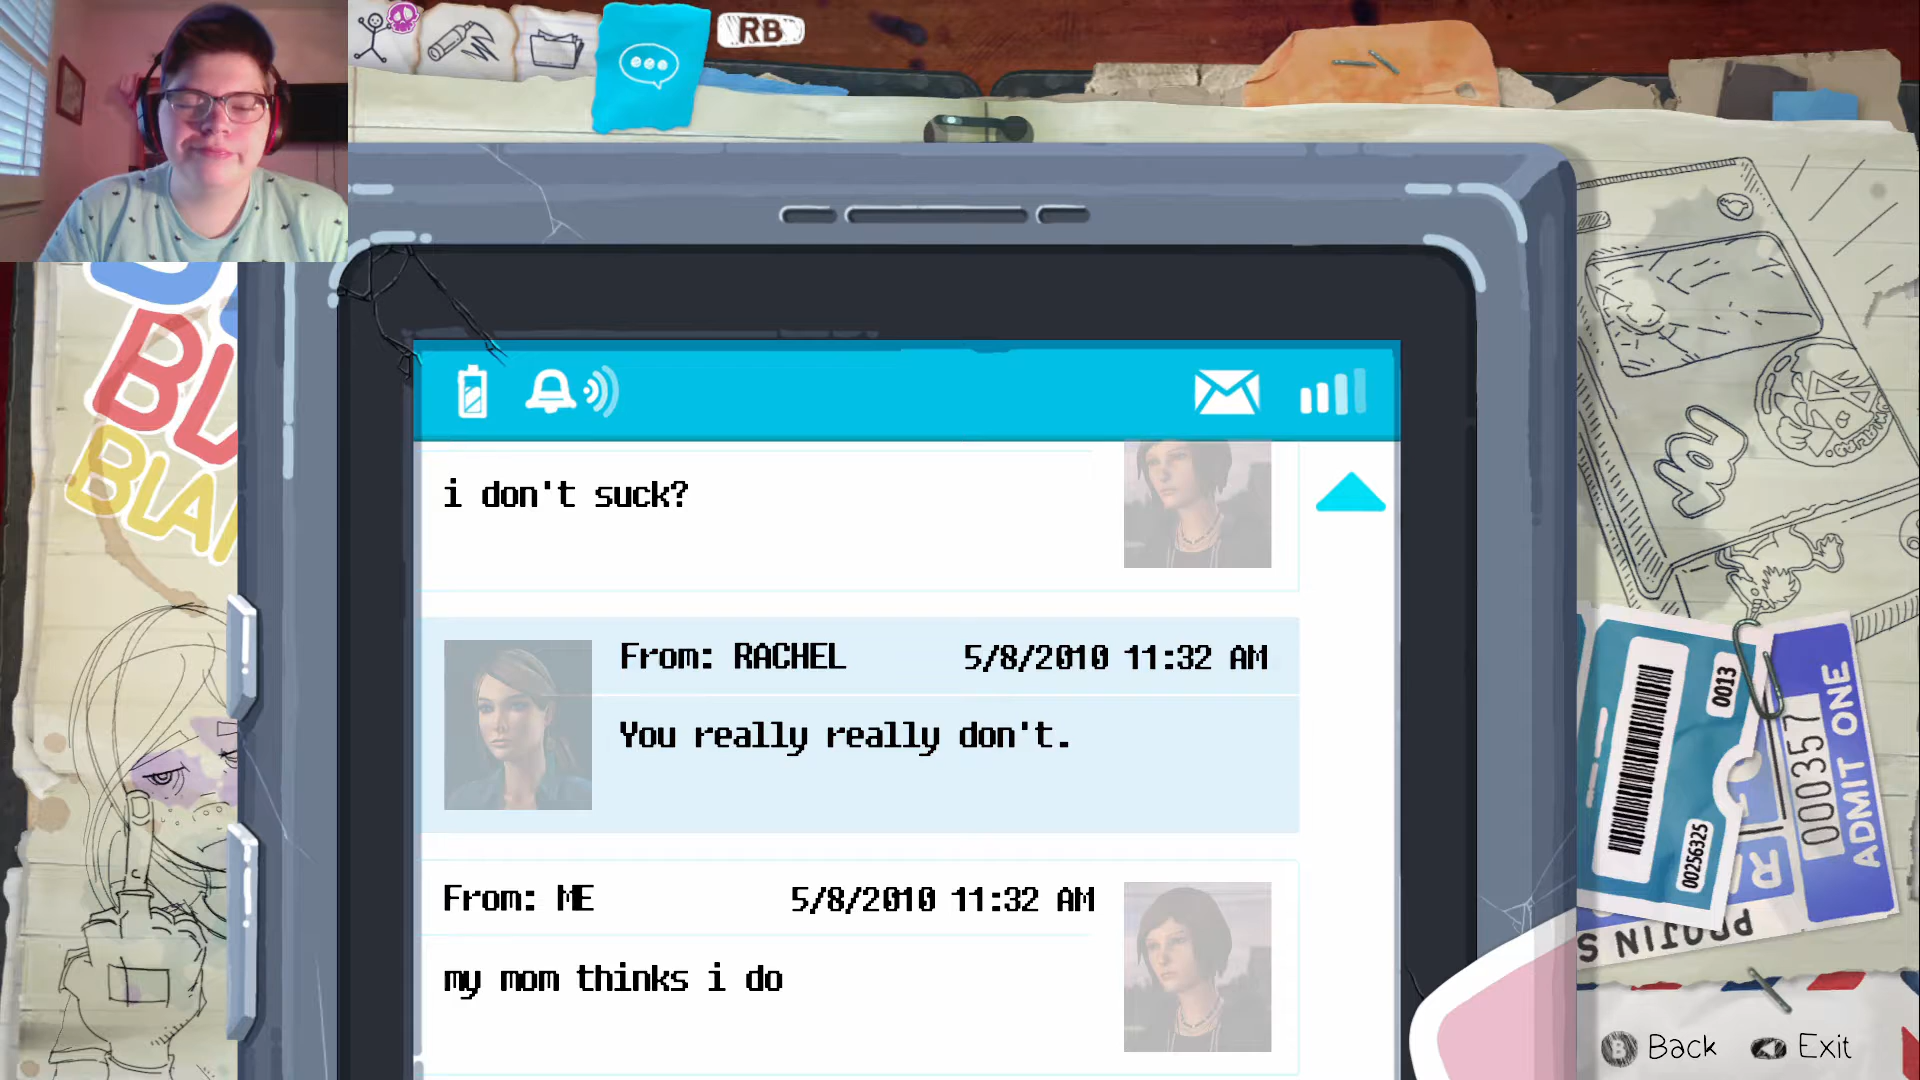 RB
i don't suck?
From: RACHEL 5/8/2010 11:32 AM
You really really don't.
From: ME 5/8/2010 11:32 AM
my mom thinks i do
0013
00256325
000357
ADMIT ONE
B Back
Exit